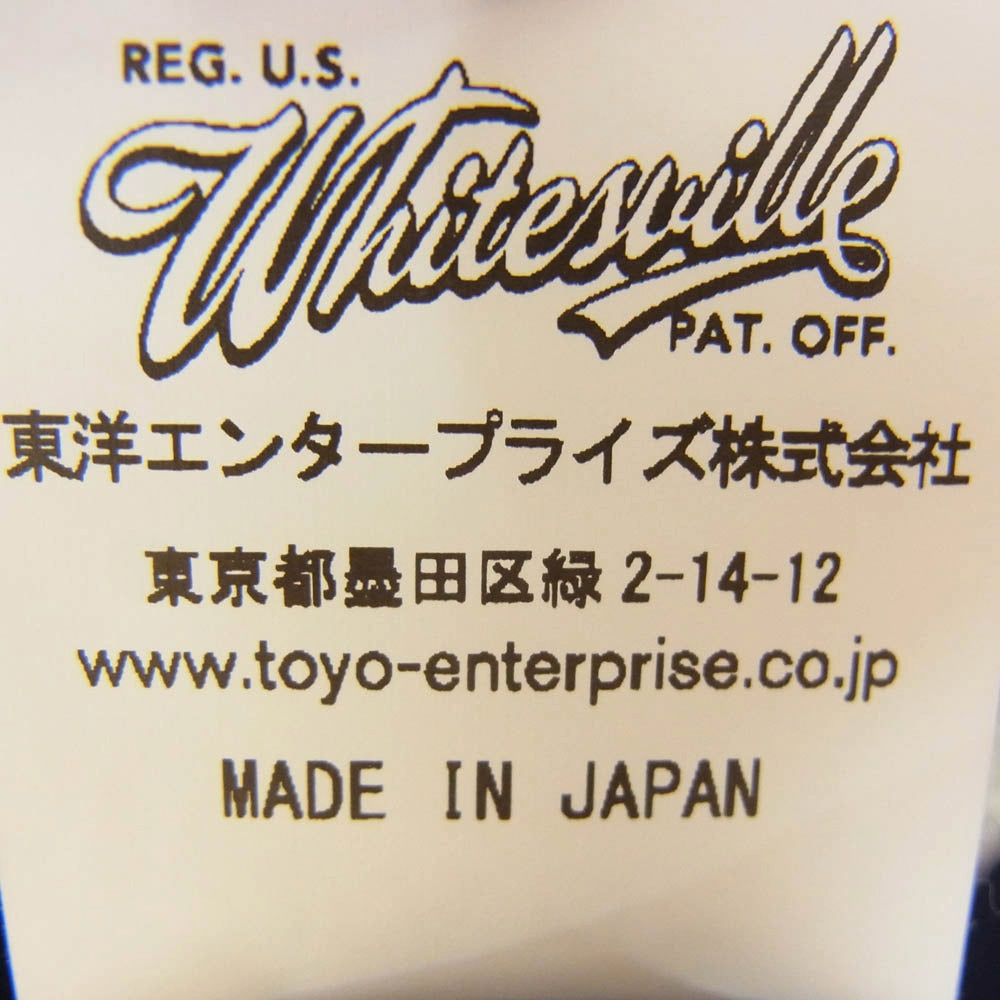 REG. U.S.
Whitesville
PAT. OFF.
東洋エンタープライズ株式会社
東京都墨田区緑2-14-12
www.toyo-enterprise.co.jp
MADE IN JAPAN